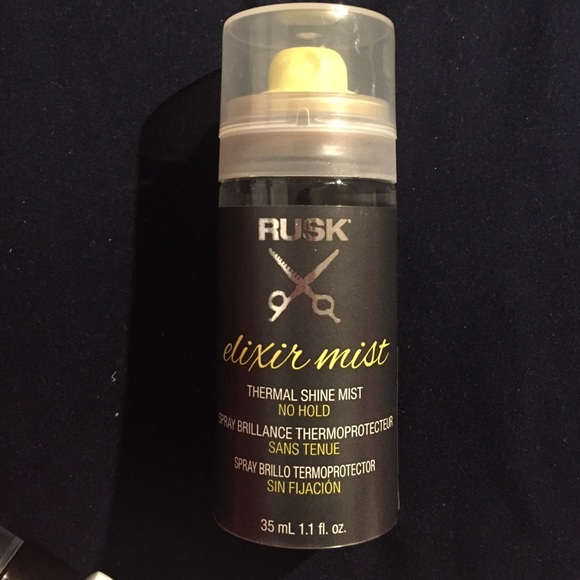 RUSK
elixir mist
THERMAL SHINE MIST
NO HOLD
SPRAY BRILLANCE THERMOPROTECTEUR
SANS TENUE
SPRAY BRILLO TERMOPROTECTOR
SIN FIJACIÓN
35 mL 1.1 fl. oz.